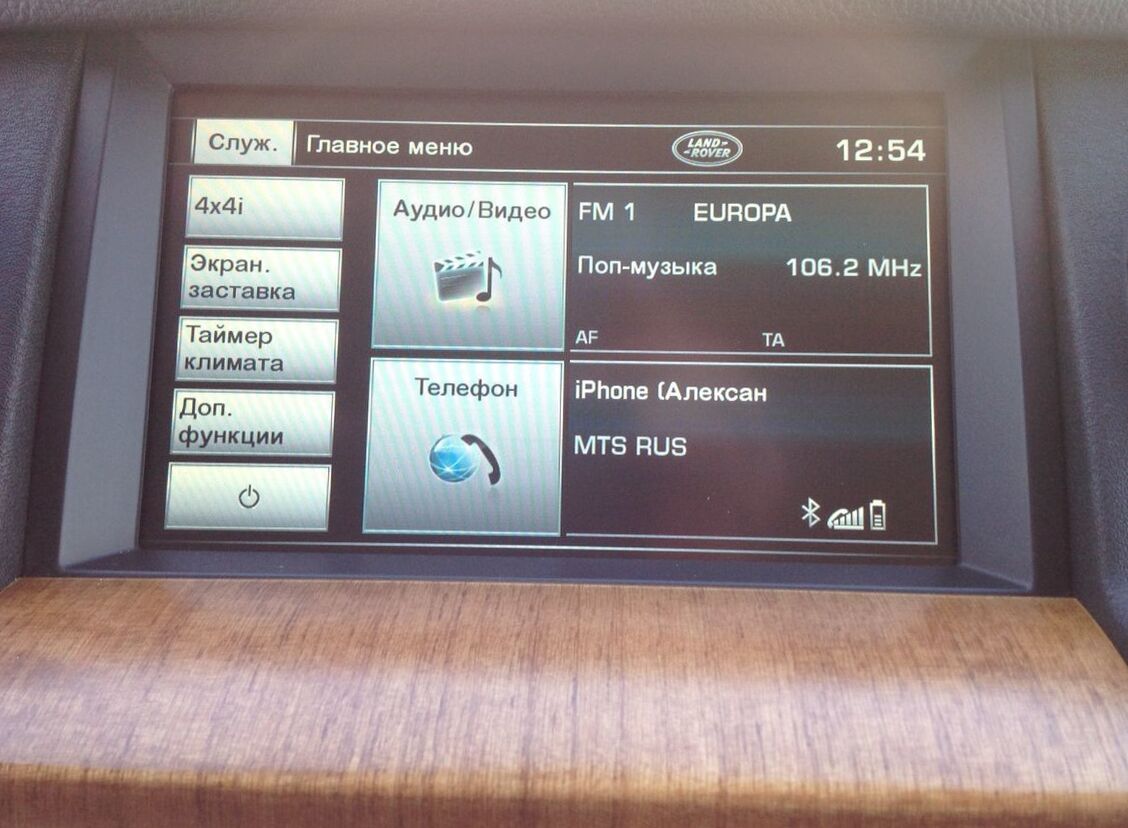 Служ.
Главное меню
LAND-
-ROVER
12:54
4x4i
Экран.
заставка
Таймер
климата
Доп.
функции
Аудио/Видео
FM 1 EUROPA
Поп-музыка 106.2 MHz
AF TA
Телефон
iPhone (Алексан
MTS RUS